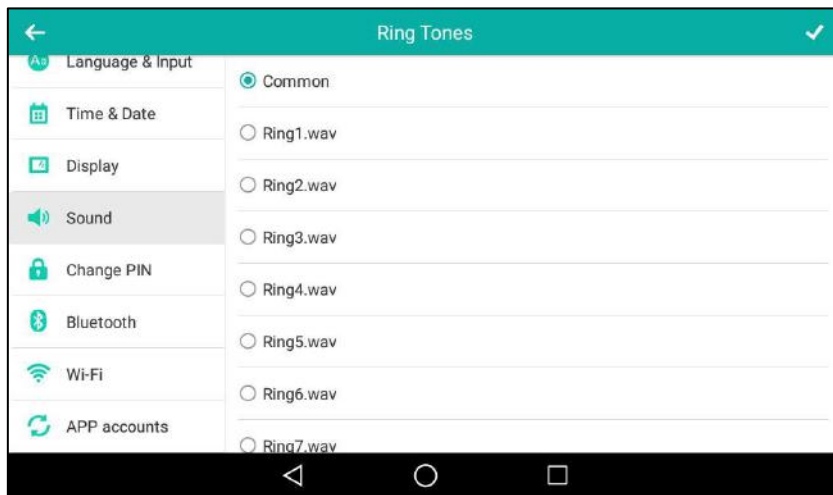 Ring Tones
Language & Input
Time & Date
Display
Sound
Change PIN
Bluetooth
Wi-Fi
APP accounts
Common
Ring1.wav
Ring2.wav
Ring3.wav
Ring4.wav
Ring5.wav
Ring6.wav
Ring7.wav